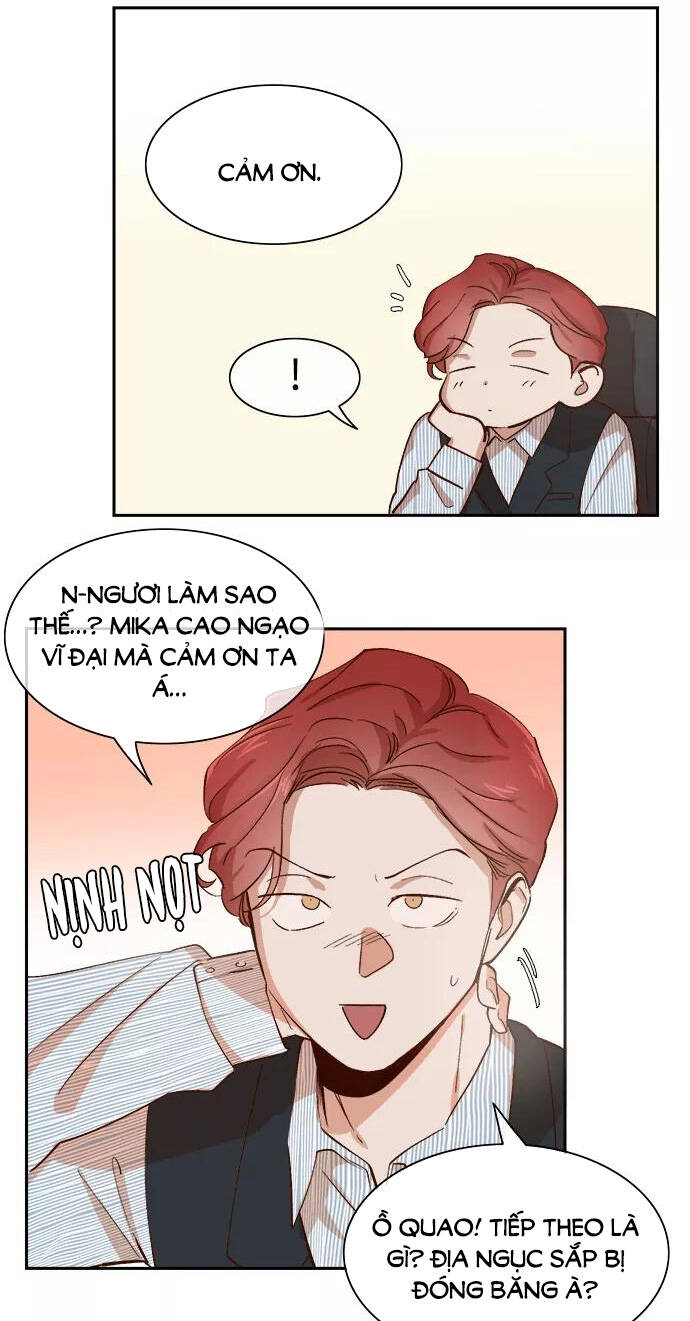 CẢM ƠN.
!
N-NGƯƠI LÀM SAO
THẾ...? MIKA CAO NGẠO
VĨ ĐẠI MÀ CẢM ƠN TA
Á...
NỊNH NỌT
Ồ QUAO! TIẾP THEO LÀ
GÌ? ĐỊA NGỤC SẮP BỊ
ĐÓNG BĂNG À?